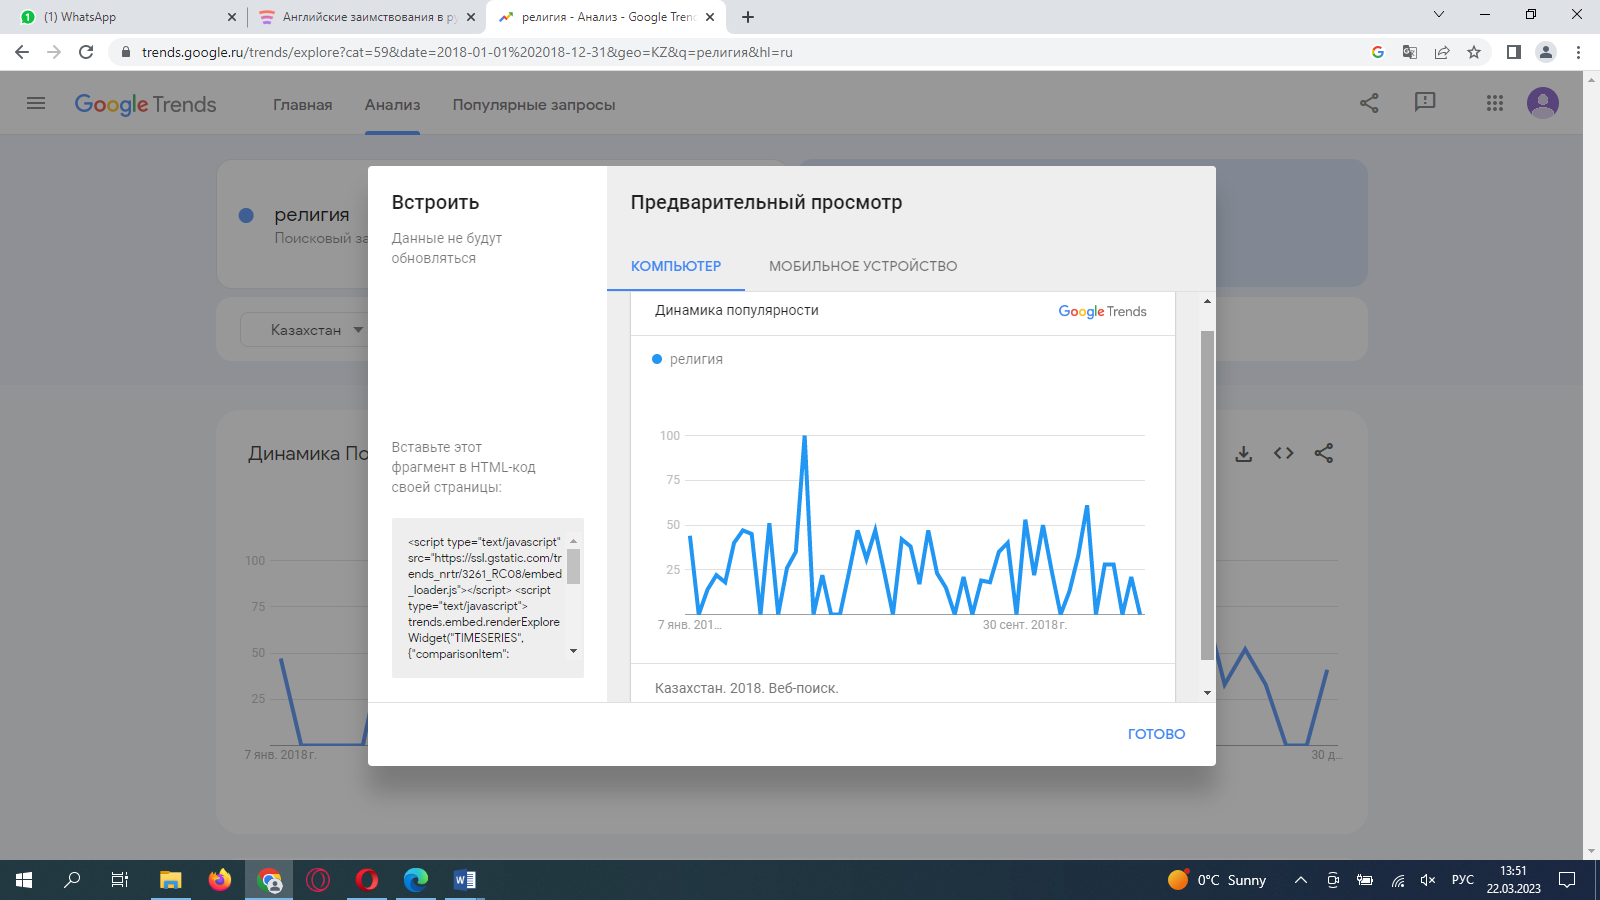 (1) WhatsApp
Английские заимствования в ру
религия - Анализ - Google Tren
trends.google.ru/trends/explore?cat=59&date=2018-01-01%202018-12-31&geo=KZ&q=религия&hl=ru
Google Trends
Главная
Анализ
Популярные запросы
религия
Поисковый за
Казахстан
Динамика По
100
75
50
25
7 янв. 2018 г.
30 д…
Встроить
Данные не будут
обновляться
Вставьте этот
фрагмент в HTML-код
своей страницы:
<script type="text/javascript"
src="https://ssl.gstatic.com/tr
ends_nrtr/3261_RC08/embed
_loader.js"></script> <script
type="text/javascript">
trends.embed.renderExplore
Widget("TIMESERIES",
{"comparisonItem":
Предварительный просмотр
КОМПЬЮТЕР
МОБИЛЬНОЕ УСТРОЙСТВО
Динамика популярности
Google Trends
религия
100
75
50
25
7 янв. 201…
30 сент. 2018 г.
Казахстан. 2018. Веб-поиск.
ГОТОВО
0°C Sunny
РУС
13:51
22.03.2023